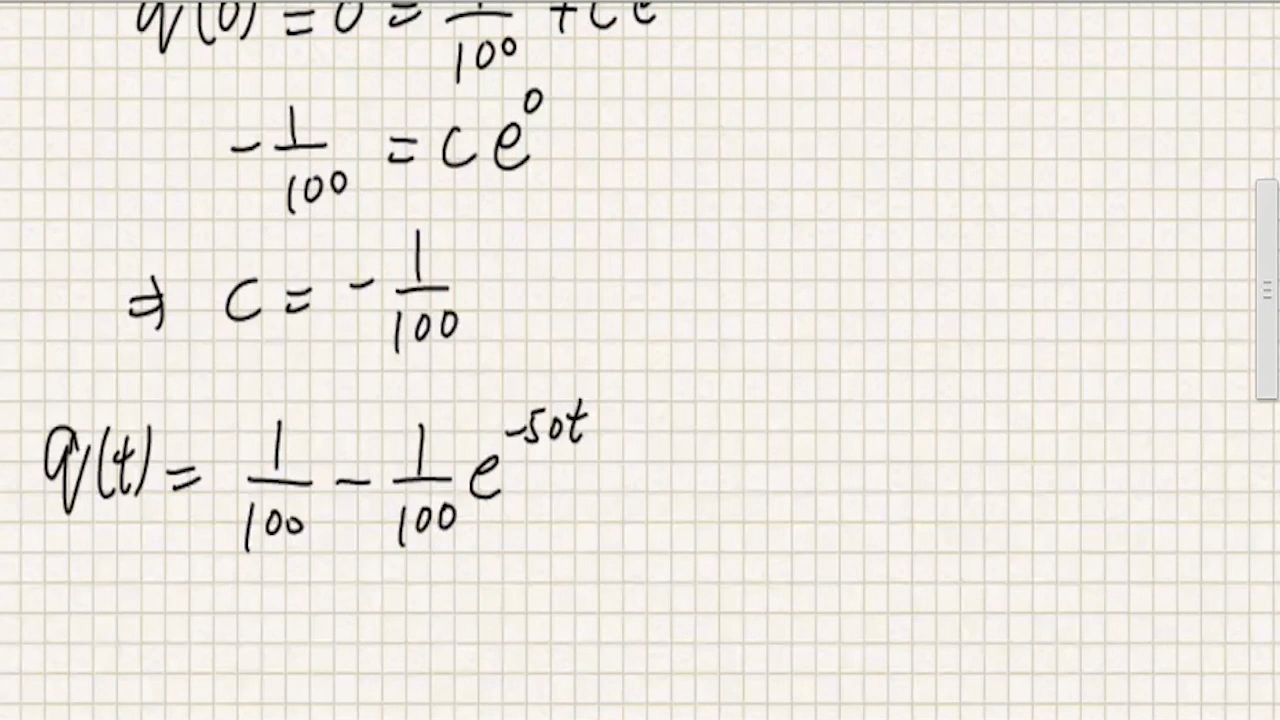 q(0) = 0 = 1/100 + Ce
-1/100 = Ce^0
⇒ C = -1/100
q(t) = 1/100 - 1/100 e^-50t